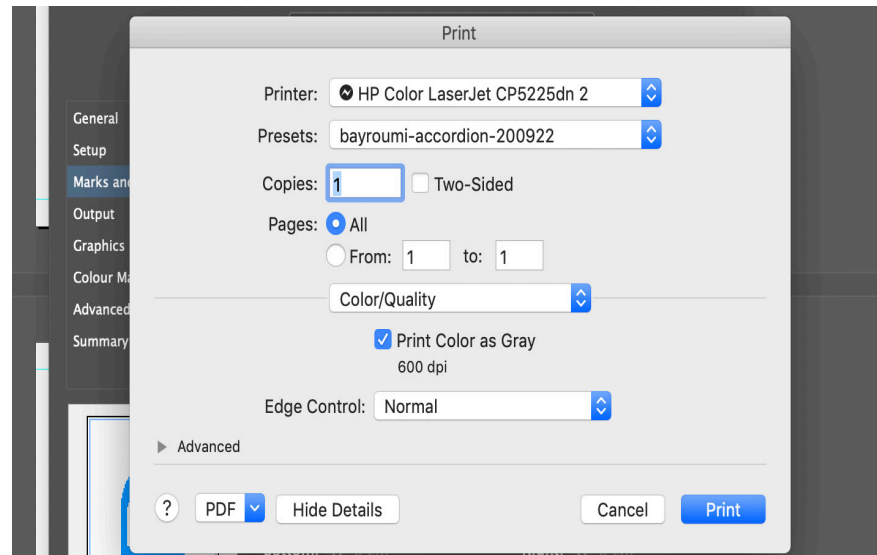 Print
Printer: HP Color LaserJet CP5225dn 2
Presets: bayroumi-accordion-200922
Copies: 1 Two-Sided
Pages: All
From: 1 to: 1
Color/Quality
Print Color as Gray
600 dpi
Edge Control: Normal
Advanced
? PDF Hide Details Cancel Print
General
Setup
Marks and
Output
Graphics
Colour Ma
Advanced
Summary